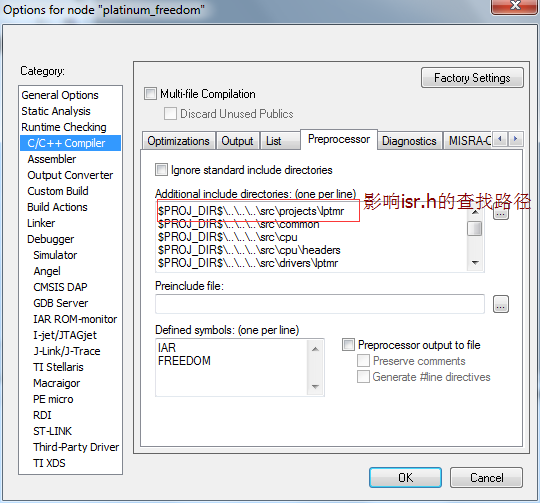 Options for node "platinum_freedom"
Category:
Factory Settings
General Options
Static Analysis
Runtime Checking
C/C++ Compiler
Assembler
Output Converter
Custom Build
Build Actions
Linker
Debugger
Simulator
Angel
CMSIS DAP
GDB Server
IAR ROM-monitor
I-jet/JTAGjet
J-Link/J-Trace
TI Stellaris
Macraigor
PE micro
RDI
ST-LINK
Third-Party Driver
TI XDS
Multi-file Compilation
Discard Unused Publics
Optimizations Output List Preprocessor Diagnostics MISRA-C
Ignore standard include directories
Additional include directories: (one per line)
影响isr.h的查找路径
$PROJ_DIR$\..\..\..\src\projects\lptmr
$PROJ_DIR$\..\..\..\src\common
$PROJ_DIR$\..\..\..\src\cpu
$PROJ_DIR$\..\..\..\src\cpu\headers
$PROJ_DIR$\..\..\..\src\drivers\lptmr
...
Preinclude file:
...
Defined symbols: (one per line)
IAR
FREEDOM
Preprocessor output to file
Preserve comments
Generate #line directives
OK Cancel